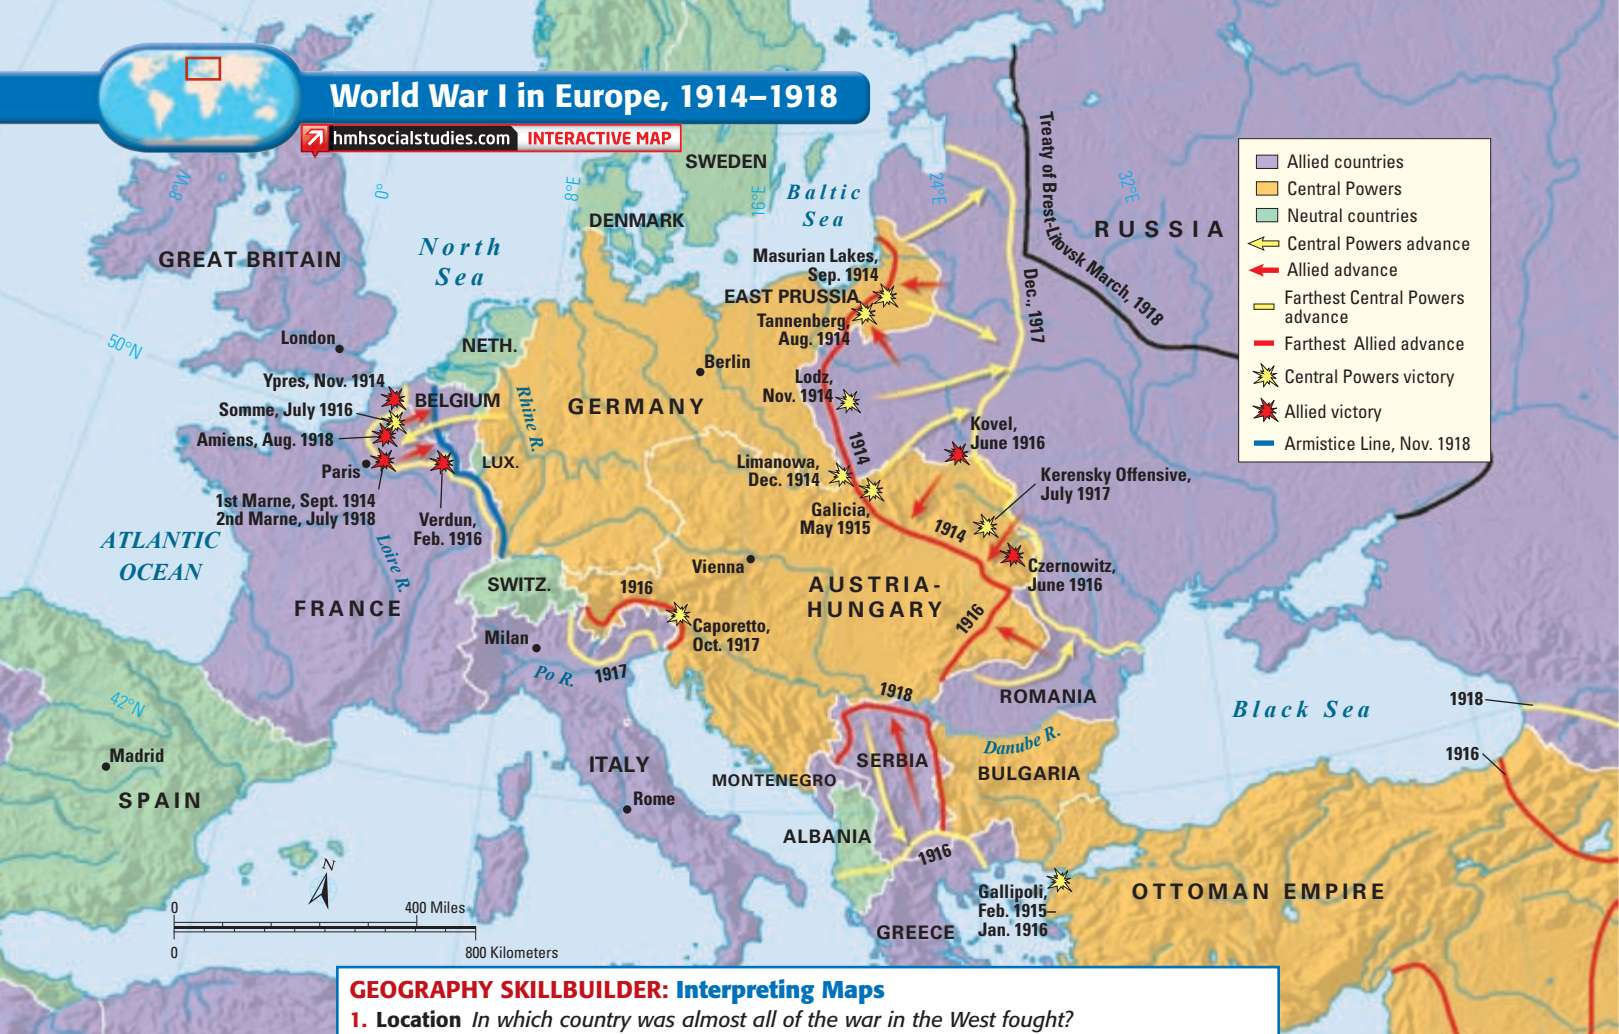 World War I in Europe, 1914–1918
hmhsocialstudies.com INTERACTIVE MAP
Allied countries
Central Powers
Neutral countries
Central Powers advance
Allied advance
Farthest Central Powers
advance
Farthest Allied advance
Central Powers victory
Allied victory
Armistice Line, Nov. 1918
8°W
0°
8°E
16°E
24°E
32°E
50°N
42°N
SWEDEN
DENMARK
Baltic
Sea
North
Sea
GREAT BRITAIN
London
RUSSIA
Treaty of Brest-Litovsk March, 1918
Dec., 1917
Masurian Lakes,
Sep. 1914
EAST PRUSSIA
Tannenberg,
Aug. 1914
NETH.
Berlin
Lodz,
Nov. 1914
Ypres, Nov. 1914
BELGIUM
Somme, July 1916
Amiens, Aug. 1918
Rhine R.
GERMANY
Kovel,
June 1916
1914
Paris
LUX.
Limanowa,
Dec. 1914
Kerensky Offensive,
July 1917
1st Marne, Sept. 1914
2nd Marne, July 1918
Verdun,
Feb. 1916
Galicia,
May 1915
1914
ATLANTIC
OCEAN
Loire R.
Vienna
Czernowitz,
June 1916
SWITZ.
1916
AUSTRIA-
HUNGARY
FRANCE
1916
Milan
Caporetto,
Oct. 1917
Po R.
1917
1918
ROMANIA
Black Sea
1918
1916
Danube R.
Madrid
SPAIN
ITALY
SERBIA
MONTENEGRO
BULGARIA
Rome
ALBANIA
1916
Gallipoli,
Feb. 1915–
Jan. 1916
OTTOMAN EMPIRE
GREECE
N
0 400 Miles
0 800 Kilometers
GEOGRAPHY SKILLBUILDER: Interpreting Maps
1. Location In which country was almost all of the war in the West fought?